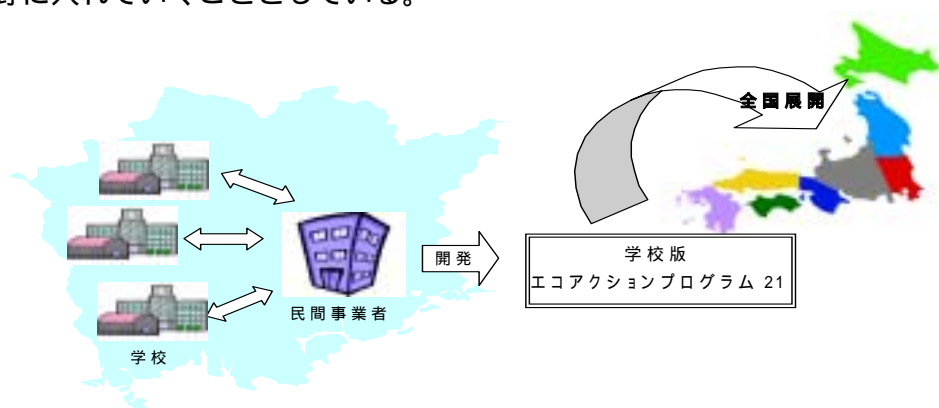 野に入れていくこととしている。
全国展開
開発
学校版
エコアクションプログラム 21
民間事業者
学校